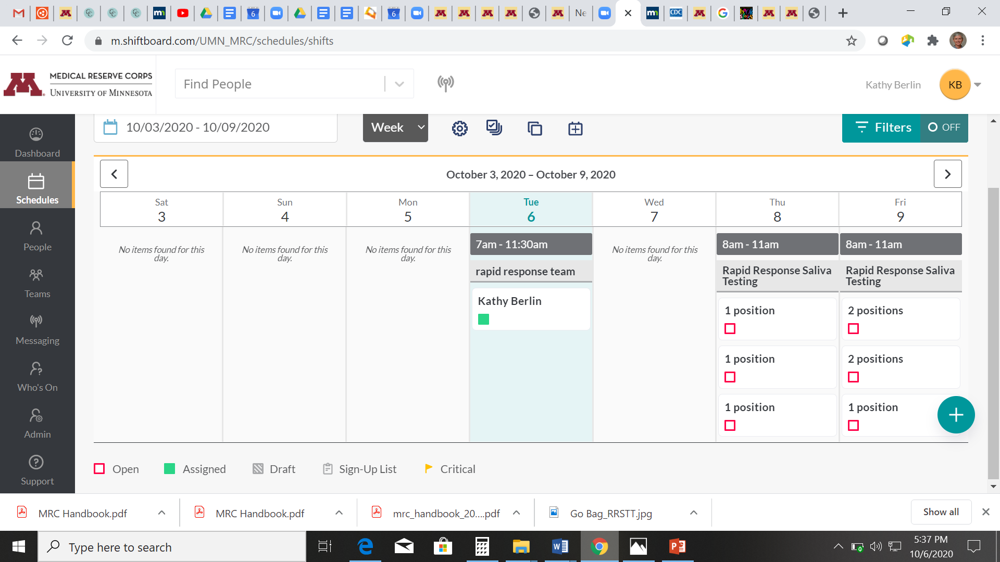 Ne
m.shiftboard.com/UMN_MRC/schedules/shifts
MEDICAL RESERVE CORPS
UNIVERSITY OF MINNESOTA
Find People
Kathy Berlin
KB
10/03/2020 - 10/09/2020
Week
Filters
OFF
Dashboard
Schedules
People
Teams
Messaging
Who's On
Admin
Support
October 3, 2020 – October 9, 2020
Sat
3
Sun
4
Mon
5
Tue
6
Wed
7
Thu
8
Fri
9
No items found for this
day.
No items found for this
day.
No items found for this
day.
7am - 11:30am
rapid response team
Kathy Berlin
No items found for this
day.
8am - 11am
Rapid Response Saliva
Testing
1 position
1 position
1 position
8am - 11am
Rapid Response Saliva
Testing
2 positions
2 positions
1 position
Open
Assigned
Draft
Sign-Up List
Critical
MRC Handbook.pdf
MRC Handbook.pdf
mrc_handbook_20....pdf
Go Bag_RRSTT.jpg
Show all
Type here to search
5:37 PM
10/6/2020